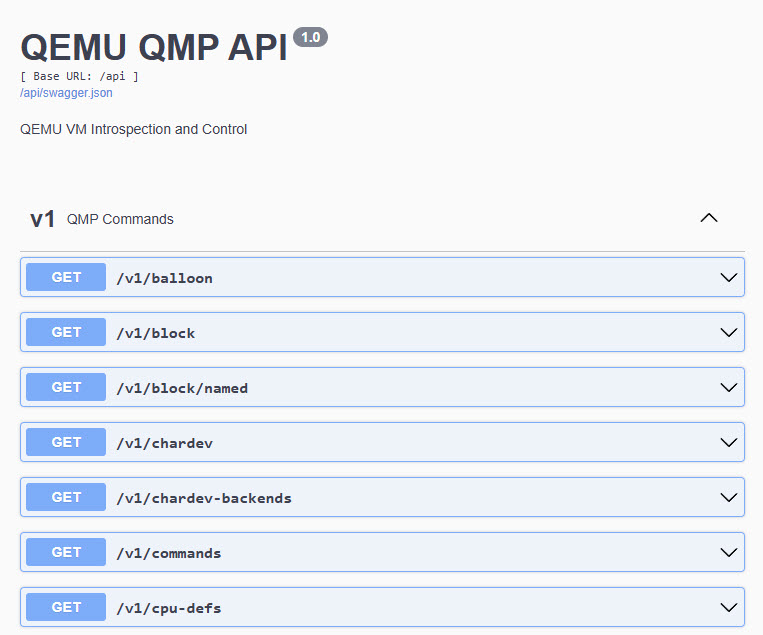 QEMU QMP API 1.0
[ Base URL: /api ]
/api/swagger.json
QEMU VM Introspection and Control
v1 QMP Commands
GET /v1/balloon
GET /v1/block
GET /v1/block/named
GET /v1/chardev
GET /v1/chardev-backends
GET /v1/commands
GET /v1/cpu-defs